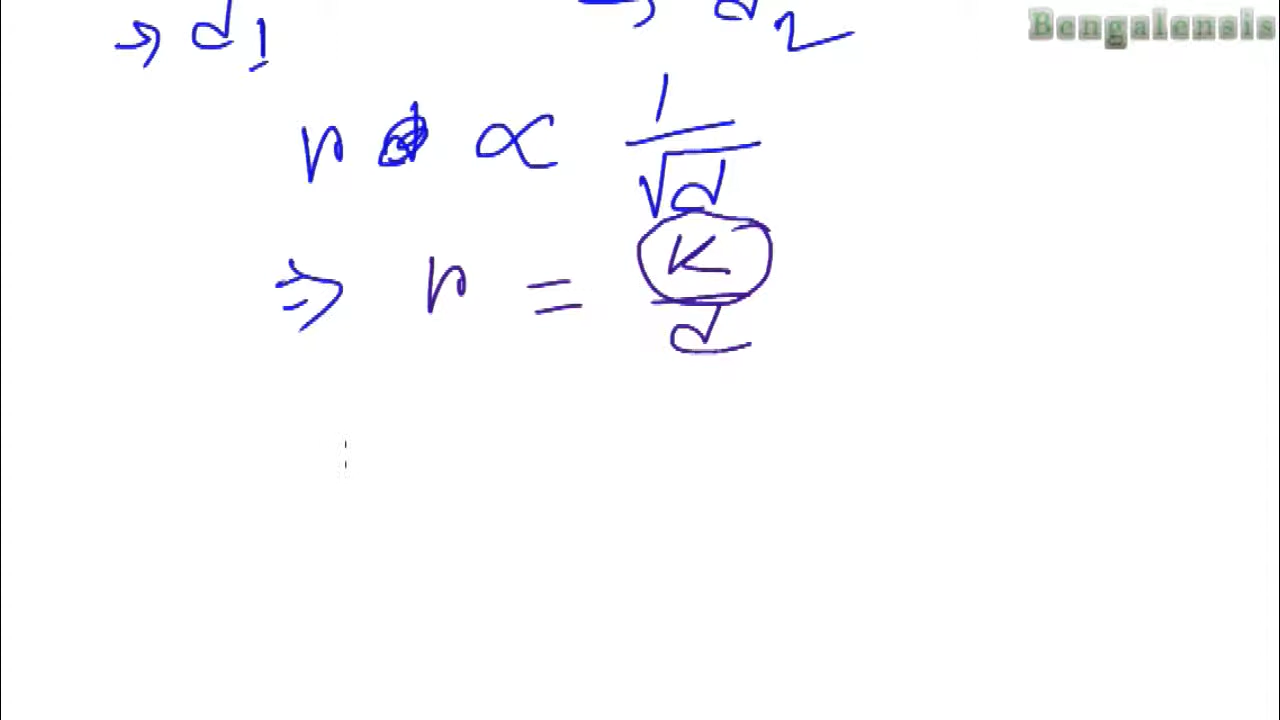 → d₁ → d₂
Bengalensis
r ∝ 1/√d
⇒ r = K/d